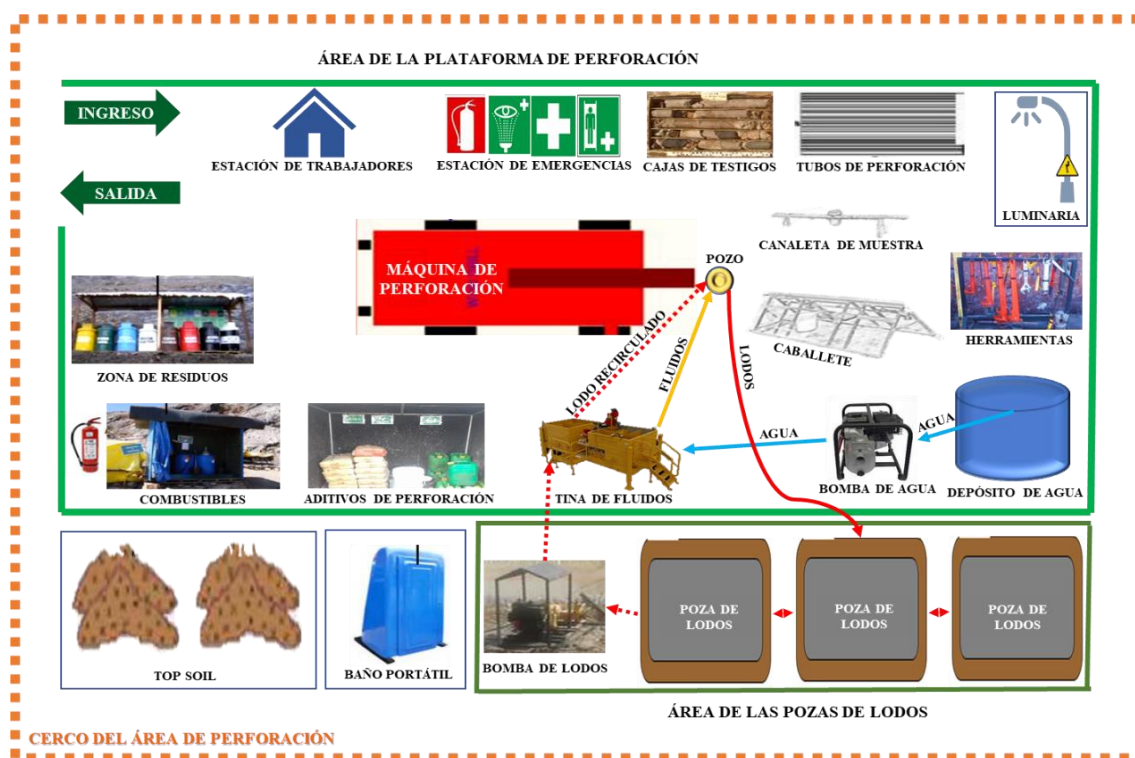 ÁREA DE LA PLATAFORMA DE PERFORACIÓN
INGRESO
SALIDA
ESTACIÓN DE TRABAJADORES
ESTACIÓN DE EMERGENCIAS
CAJAS DE TESTIGOS
TUBOS DE PERFORACIÓN
LUMINARIA
MÁQUINA DE
PERFORACIÓN
POZO
CANALETA DE MUESTRA
CABALLETE
HERRAMIENTAS
ZONA DE RESIDUOS
LODO RECIRCULADO
FLUIDOS
LODOS
COMBUSTIBLES
ADITIVOS DE PERFORACIÓN
TINA DE FLUIDOS
AGUA
BOMBA DE AGUA
AGUA
DEPÓSITO DE AGUA
TOP SOIL
BAÑO PORTÁTIL
BOMBA DE LODOS
POZA DE
LODOS
POZA DE
LODOS
POZA DE
LODOS
ÁREA DE LAS POZAS DE LODOS
CERCO DEL ÁREA DE PERFORACIÓN